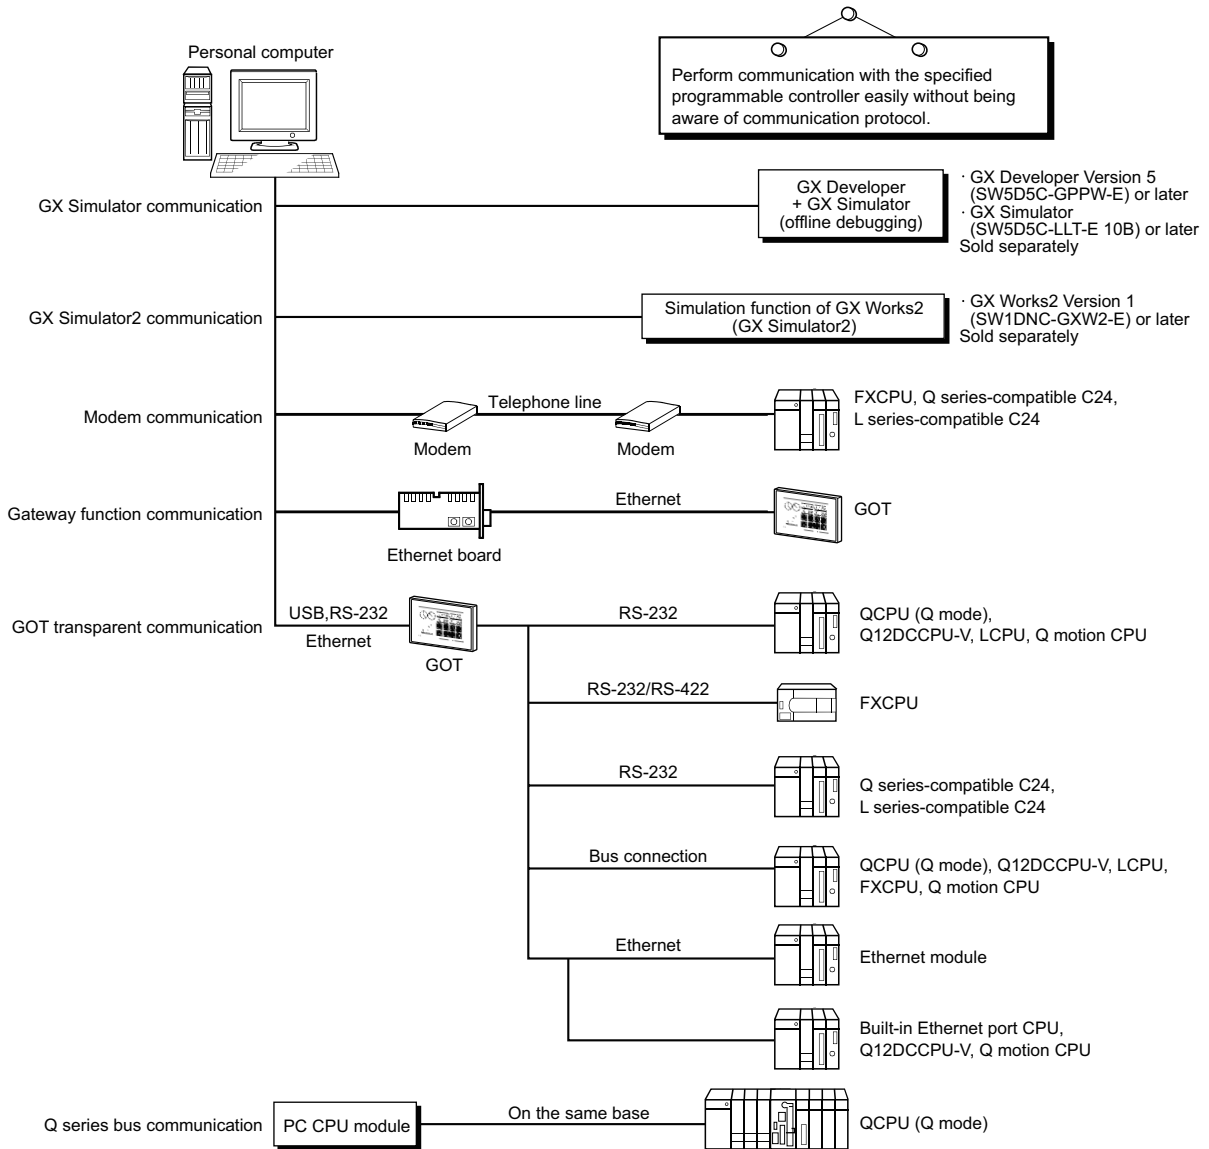 Personal computer
Perform communication with the specified
programmable controller easily without being
aware of communication protocol.
GX Simulator communication
GX Developer
+ GX Simulator
(offline debugging)
· GX Developer Version 5
(SW5D5C-GPPW-E) or later
· GX Simulator
(SW5D5C-LLT-E 10B) or later
Sold separately
GX Simulator2 communication
Simulation function of GX Works2
(GX Simulator2)
· GX Works2 Version 1
(SW1DNC-GXW2-E) or later
Sold separately
Modem communication
Telephone line
Modem
Modem
FXCPU, Q series-compatible C24,
L series-compatible C24
Gateway function communication
Ethernet
Ethernet board
GOT
GOT transparent communication
USB,RS-232
Ethernet
GOT
RS-232
QCPU (Q mode),
Q12DCCPU-V, LCPU, Q motion CPU
RS-232/RS-422
FXCPU
RS-232
Q series-compatible C24,
L series-compatible C24
Bus connection
QCPU (Q mode), Q12DCCPU-V, LCPU,
FXCPU, Q motion CPU
Ethernet
Ethernet module
Built-in Ethernet port CPU,
Q12DCCPU-V, Q motion CPU
Q series bus communication
PC CPU module
On the same base
QCPU (Q mode)